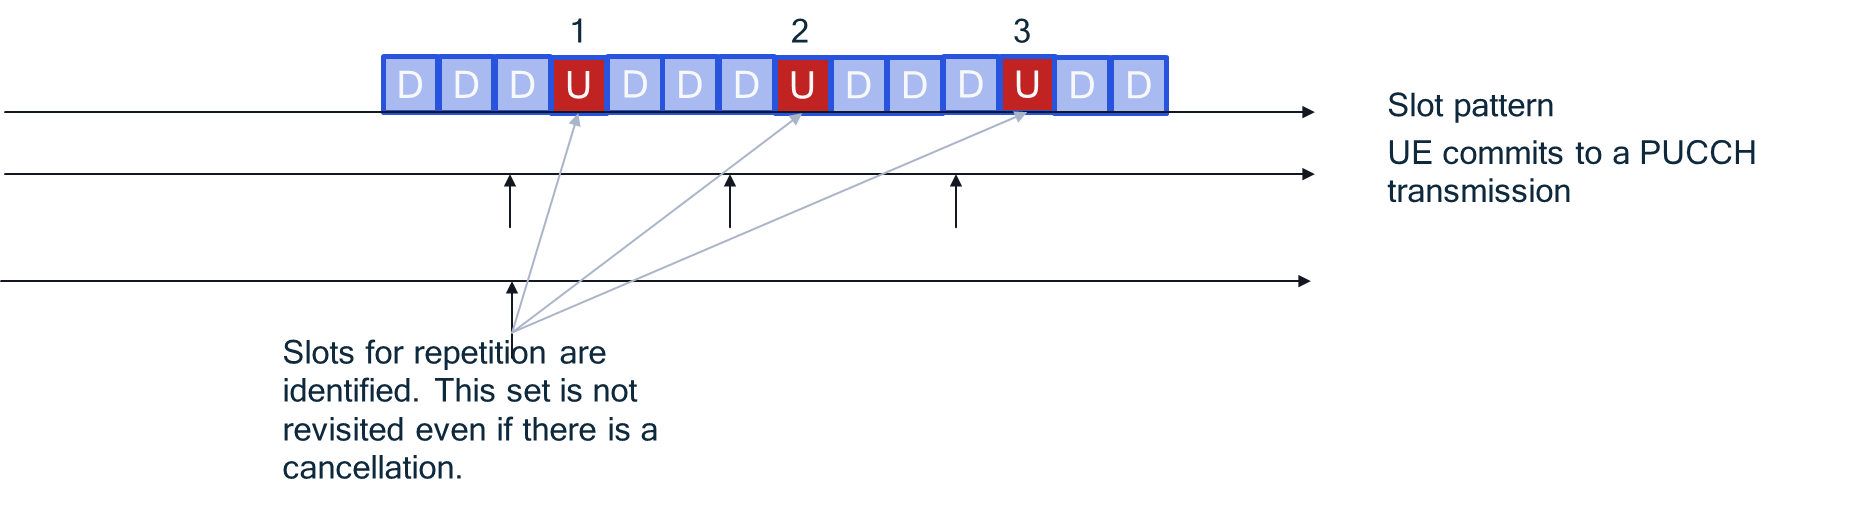 1 2 3
D D D U D D D U D D D U D D
Slot pattern
UE commits to a PUCCH
transmission
Slots for repetition are
identified. This set is not
revisited even if there is a
cancellation.